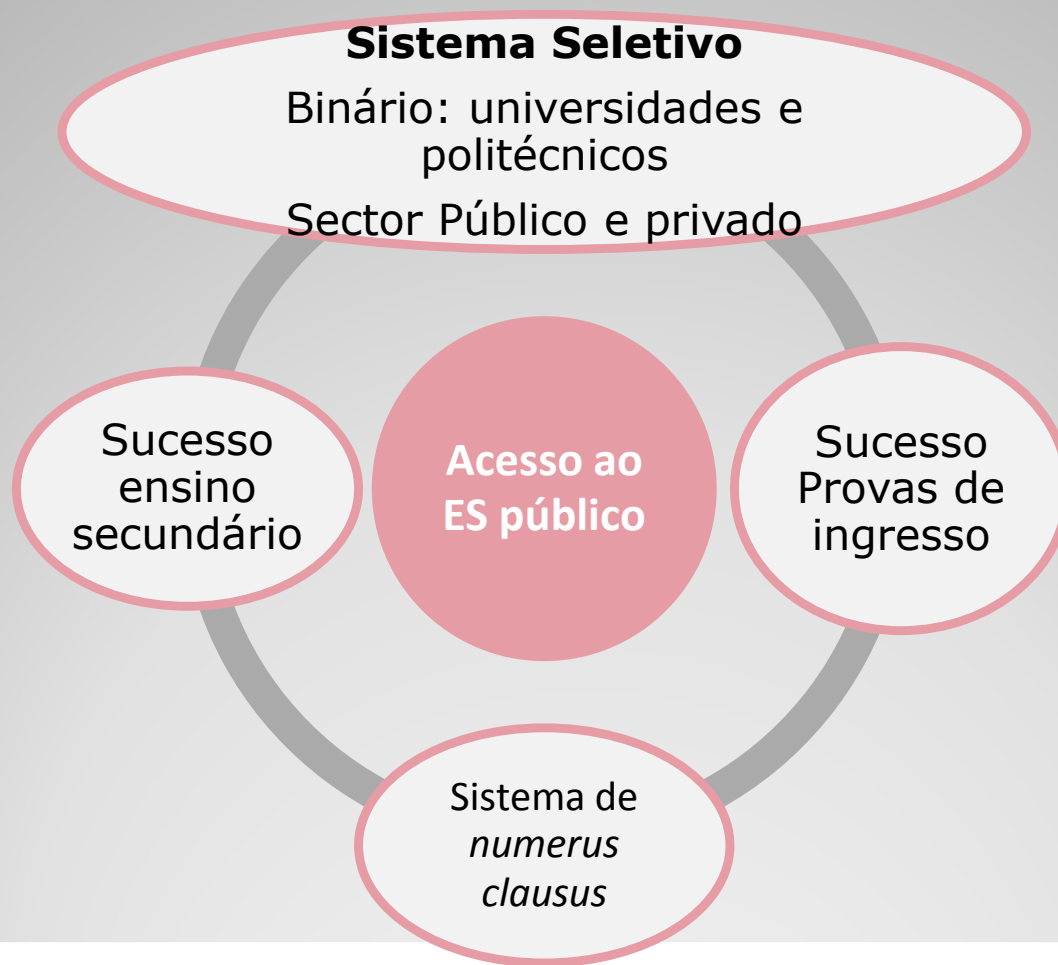 Sistema Seletivo
Binário: universidades e
politécnicos
Sector Público e privado
Sucesso
ensino
secundário
Acesso ao
ES público
Sucesso
Provas de
ingresso
Sistema de
numerus
clausus